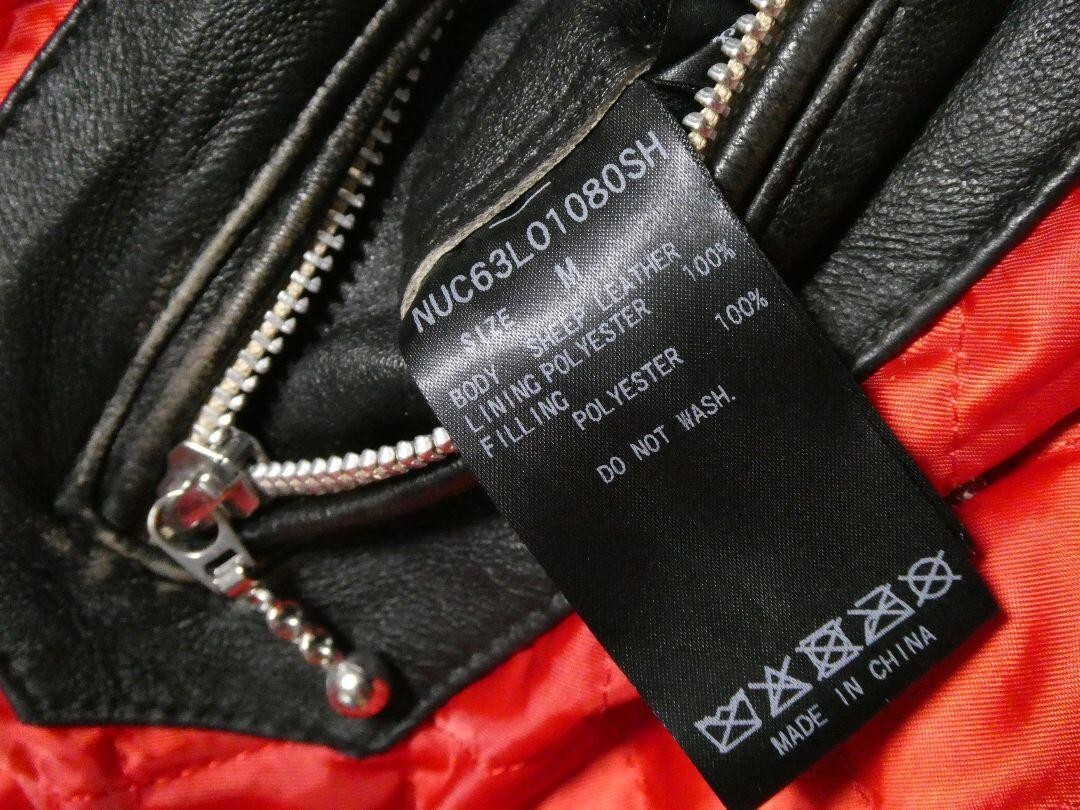 NUC63L01080SH
SIZE M
BODY SHEEP LEATHER
LINING POLYESTER 100%
FILLING POLYESTER 100%
DO NOT WASH.
MADE IN CHINA